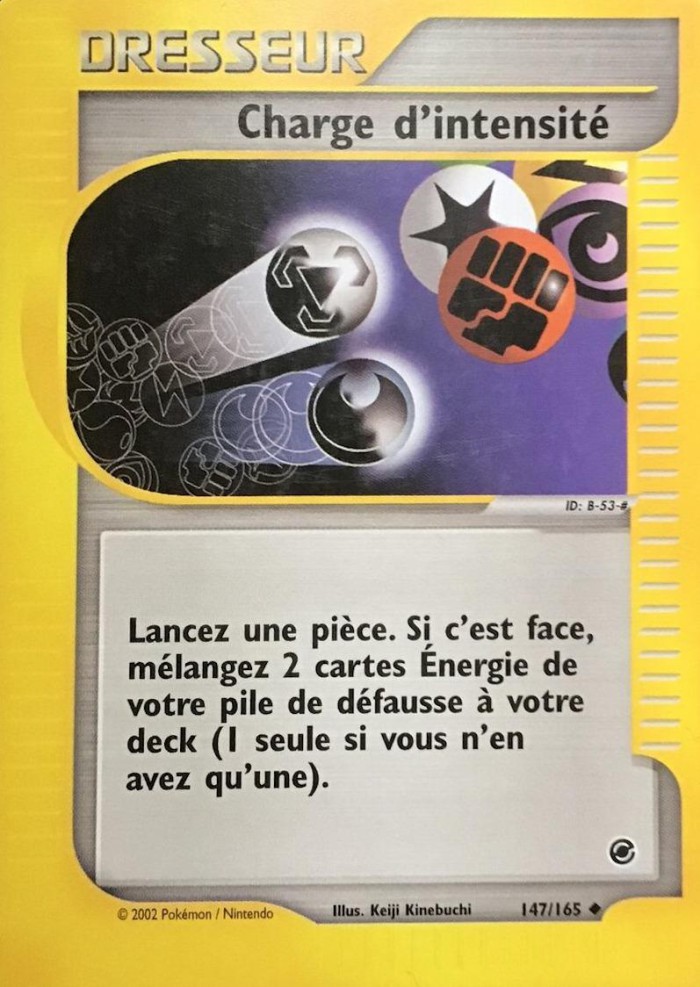 DRESSEUR
Charge d'intensité
ID: B-53-#
Lancez une pièce. Si c'est face,
mélangez 2 cartes Énergie de
votre pile de défausse à votre
deck (1 seule si vous n'en
avez qu'une).
© 2002 Pokémon / Nintendo
Illus. Keiji Kinebuchi
147/165